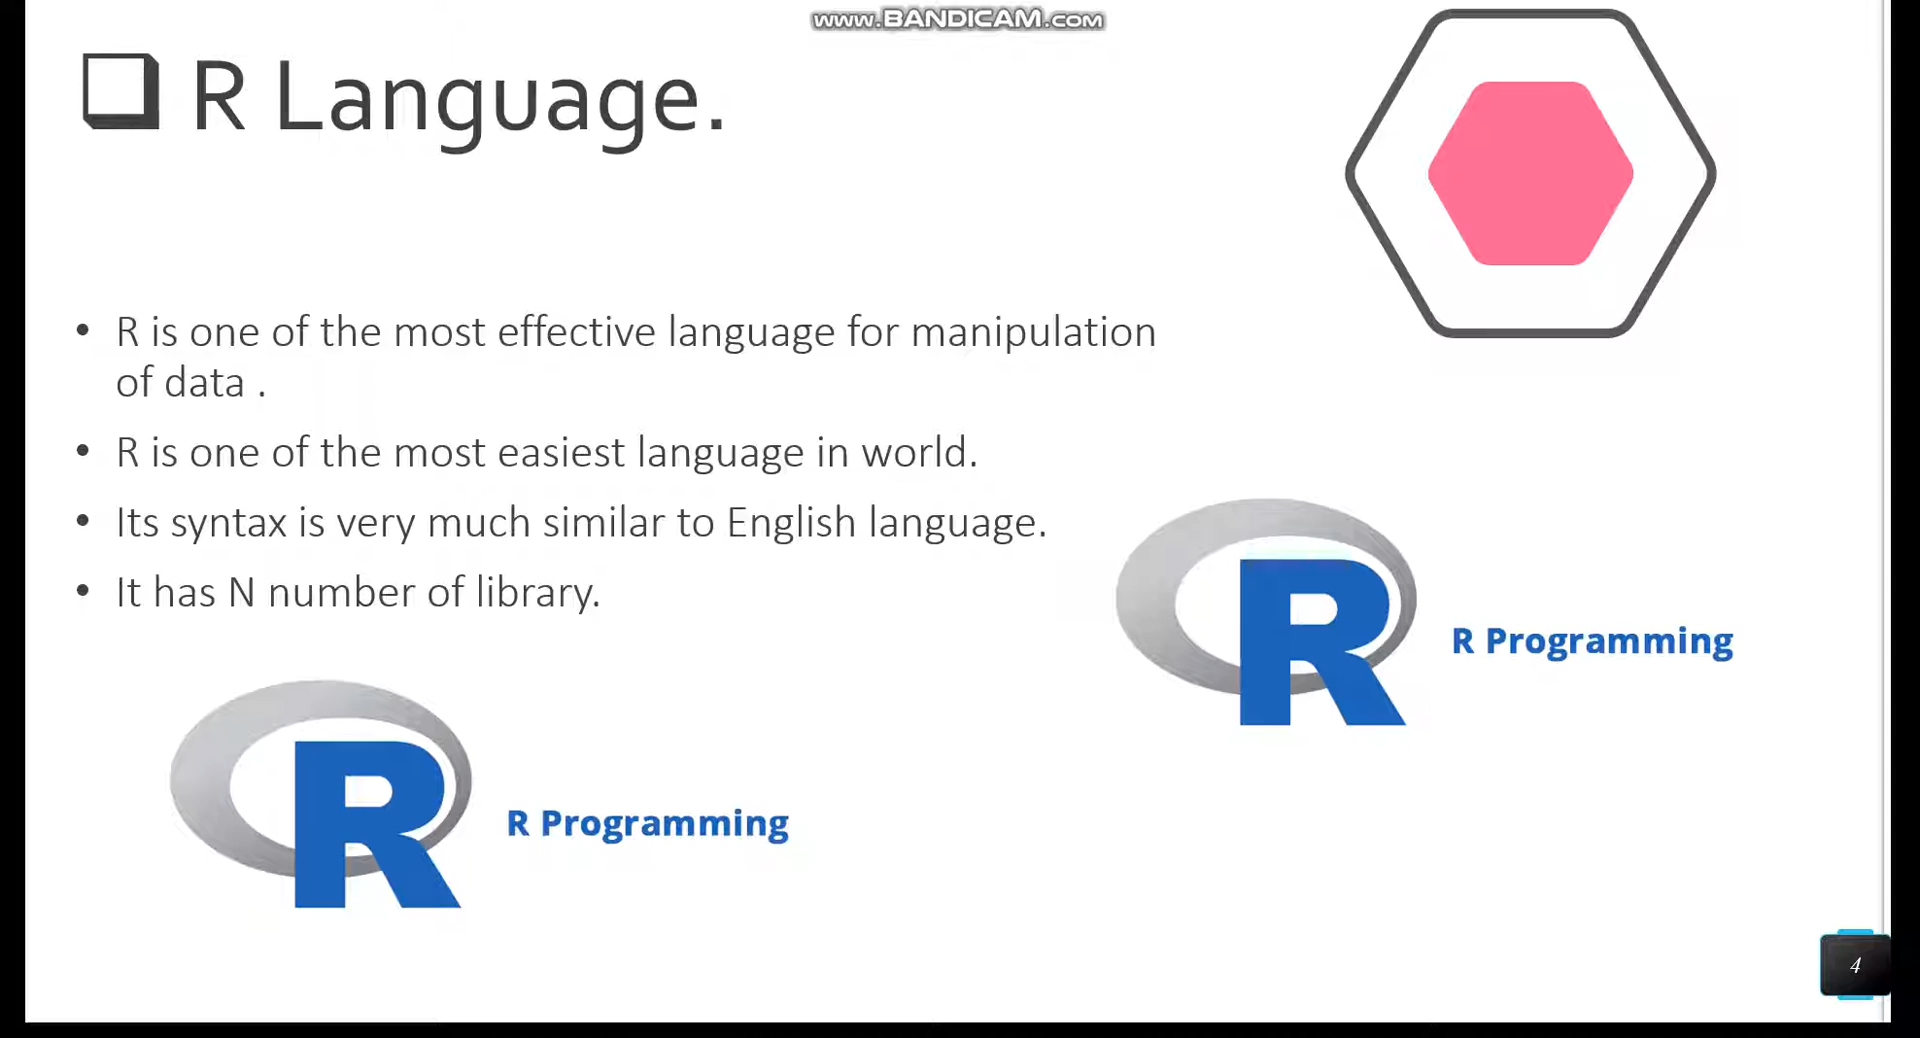 www.BANDICAM.com
R Language.
• R is one of the most effective language for manipulation
of data .
• R is one of the most easiest language in world.
• Its syntax is very much similar to English language.
• It has N number of library.
R
R Programming
R
R Programming
4